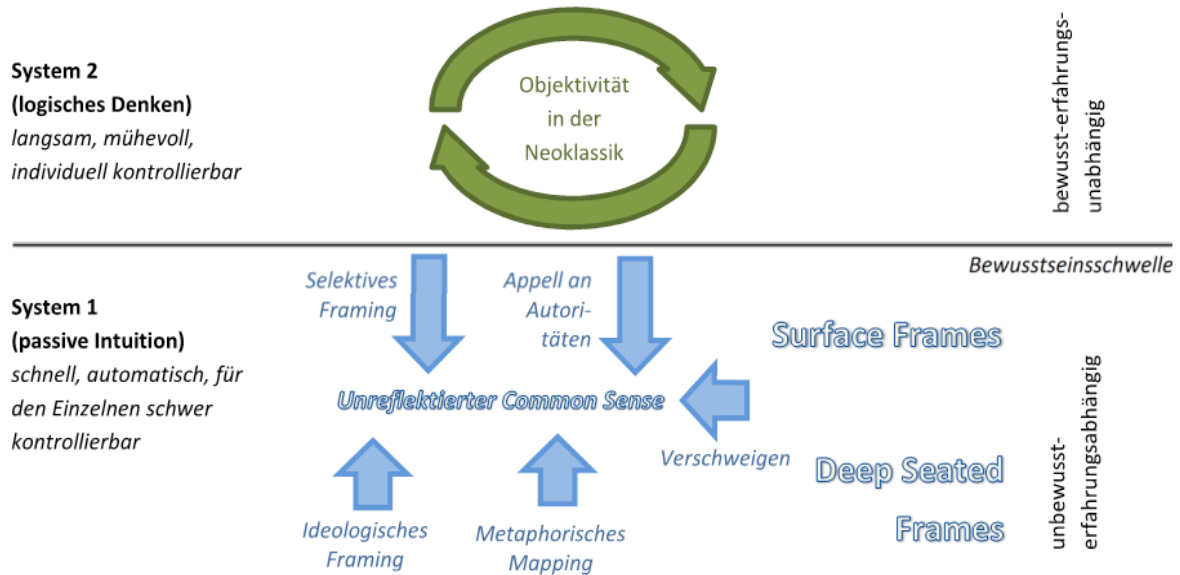 System 2
(logisches Denken)
langsam, mühevoll,
individuell kontrollierbar
Objektivität
in der
Neoklassik
bewusst-erfahrungs-
unabhängig
Bewusstseinsschwelle
System 1
(passive Intuition)
schnell, automatisch, für
den Einzelnen schwer
kontrollierbar
Selektives
Framing
Appell an
Autori-
täten
Surface Frames
Unreflektierter Common Sense
Verschweigen
Deep Seated
Frames
Ideologisches
Framing
Metaphorisches
Mapping
unbewusst-
erfahrungsabhängig